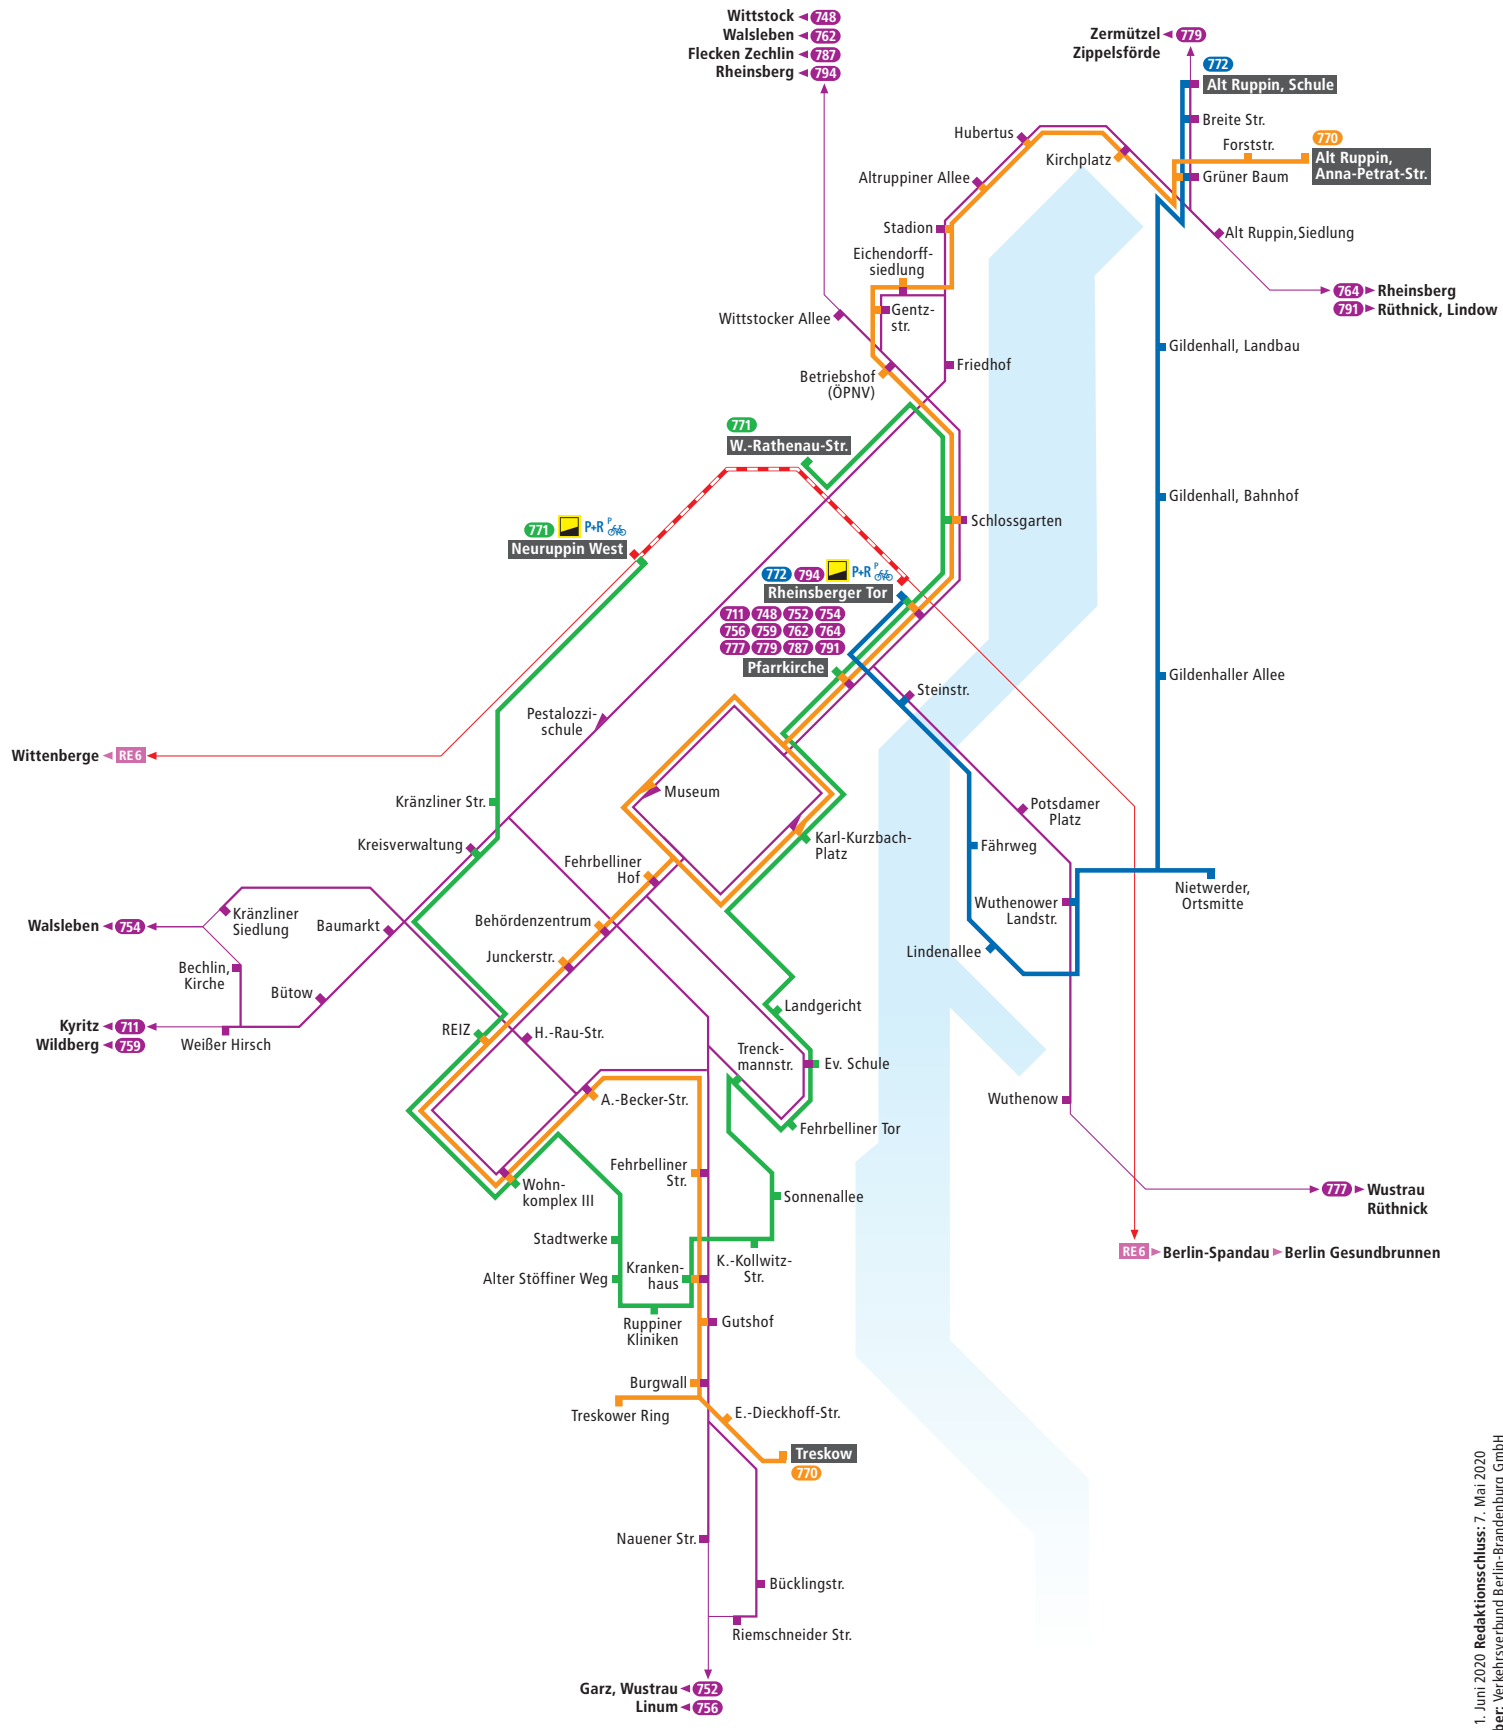 Wittstock 748
Walsleben 762
Flecken Zechlin 787
Rheinsberg 794
Zermützel 779
Zippelsförde
772
Alt Ruppin, Schule
Breite Str.
Forststr.
770
Alt Ruppin,
Anna-Petrat-Str.
Grüner Baum
Hubertus
Kirchplatz
Altruppiner Allee
Stadion
Alt Ruppin,Siedlung
Eichendorff-
siedlung
764 Rheinsberg
791 Rüthnick, Lindow
Gentz-
str.
Wittstocker Allee
Gildenhall, Landbau
Friedhof
Betriebshof
(ÖPNV)
771
W.-Rathenau-Str.
Gildenhall, Bahnhof
Schlossgarten
771 P+R P
Neuruppin West
772 794 P+R P
Rheinsberger Tor
711 748 752 754
756 759 762 764
777 779 787 791
Pfarrkirche
Gildenhaller Allee
Steinstr.
Pestalozzi-
schule
Wittenberge RE6
Museum
Kränzliner Str.
Potsdamer
Platz
Karl-Kurzbach-
Platz
Kreisverwaltung
Fährweg
Fehrbelliner
Hof
Nietwerder,
Ortsmitte
Wuthenower
Landstr.
Kränzliner
Siedlung
Walsleben 754
Baumarkt
Behördenzentrum
Lindenallee
Junckerstr.
Bechlin,
Kirche
Bütow
Landgericht
Kyritz 711
Wildberg 759
Weißer Hirsch
REIZ
H.-Rau-Str.
Trenck-
mannstr.
Ev. Schule
A.-Becker-Str.
Wuthenow
Fehrbelliner Tor
Fehrbelliner
Str.
Wohn-
komplex III
Sonnenallee
777 Wustrau
Rüthnick
Stadtwerke
RE6 Berlin-Spandau Berlin Gesundbrunnen
K.-Kollwitz-
Str.
Kranken-
haus
Alter Stöffiner Weg
Ruppiner
Kliniken
Gutshof
Burgwall
Treskower Ring
E.-Dieckhoff-Str.
Treskow
770
Nauener Str.
Bücklingstr.
Riemschneider Str.
Garz, Wustrau 752
Linum 756
1. Juni 2020 Redaktionsschluss: 7. Mai 2020
Verkehrsverbund Berlin-Brandenburg GmbH